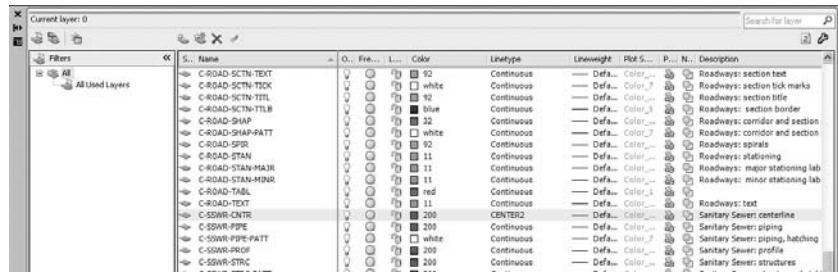 Current layer: 0
Search for layer
Filters
All
All Used Layers
S.. Name O.. Fre... L... Color Linetype Lineweight Plot S... P... N.. Description
C-ROAD-SCTN-TEXT 92 Continuous Defa... Color_... Roadways: section text
C-ROAD-SCTN-TICK white Continuous Defa... Color_7 Roadways: section tick marks
C-ROAD-SCTN-TITL 92 Continuous Defa... Color_... Roadways: section title
C-ROAD-SCTN-TTLB blue Continuous Defa... Color_5 Roadways: section border
C-ROAD-SHAP 32 Continuous Defa... Color_... Roadways: corridor and section
C-ROAD-SHAP-PATT white Continuous Defa... Color_7 Roadways: corridor and section
C-ROAD-SPIR 92 Continuous Defa... Color_... Roadways: spirals
C-ROAD-STAN 11 Continuous Defa... Color_... Roadways: stationing
C-ROAD-STAN-MAJR 11 Continuous Defa... Color_... Roadways: major stationing lab
C-ROAD-STAN-MINR 11 Continuous Defa... Color_... Roadways: minor stationing lab
C-ROAD-TABL red Continuous Defa... Color_1
C-ROAD-TEXT 11 Continuous Defa... Color_... Roadways: text
C-SSWR-CNTR 200 CENTER2 Defa... Color_... Sanitary Sewer: centerline
C-SSWR-PIPE 200 Continuous Defa... Color_... Sanitary Sewer: piping
C-SSWR-PIPE-PATT white Continuous Defa... Color_7 Sanitary Sewer: piping, hatching
C-SSWR-PROF 200 Continuous Defa... Color_... Sanitary Sewer: profile
C-SSWR-STRC 200 Continuous Defa... Color_... Sanitary Sewer: structures